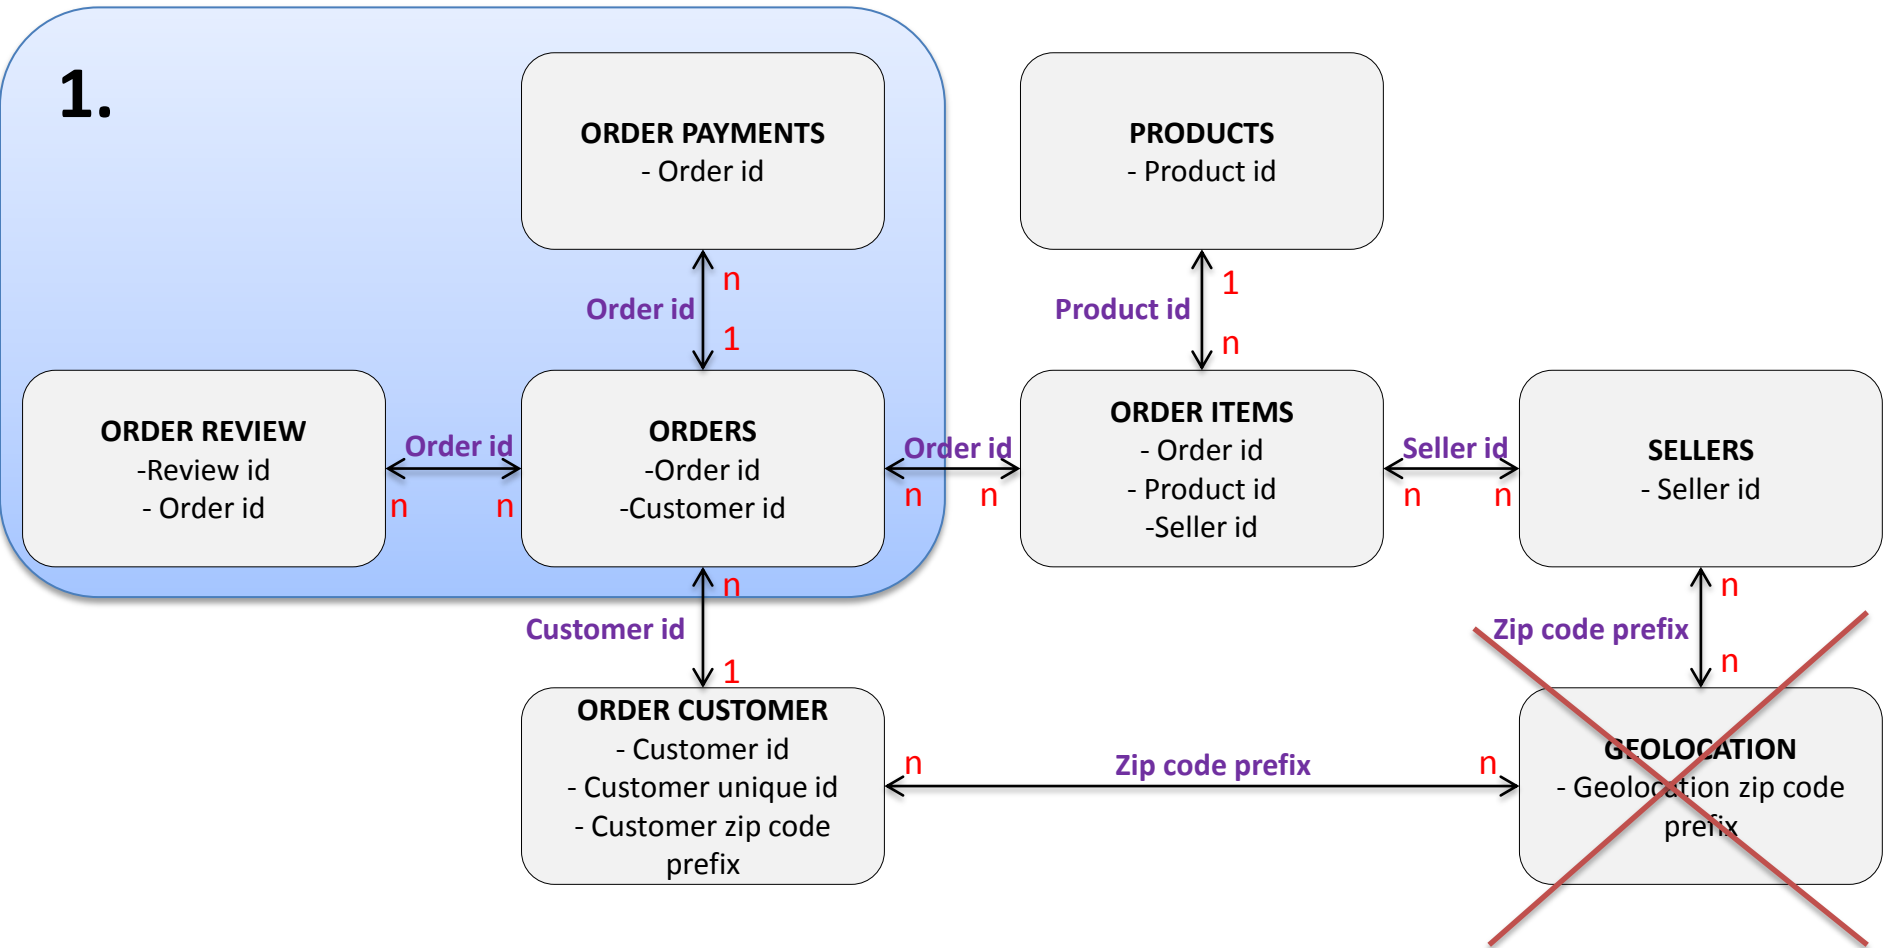 1.
ORDER PAYMENTS
- Order id
PRODUCTS
- Product id
n
Order id
1
1
Product id
n
ORDER REVIEW
-Review id
- Order id
Order id
n
n
ORDERS
-Order id
-Customer id
Order id
n
n
ORDER ITEMS
- Order id
- Product id
-Seller id
Seller id
n
n
SELLERS
- Seller id
n
Customer id
1
n
Zip code prefix
n
ORDER CUSTOMER
- Customer id
- Customer unique id
- Customer zip code
prefix
n
Zip code prefix
n
GEOLOCATION
- Geolocation zip code
prefix